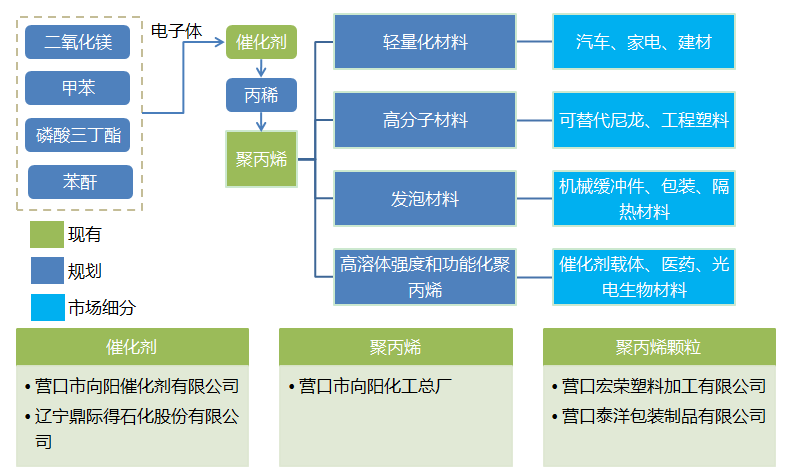 二氧化镁
甲苯
磷酸三丁酯
苯酐
电子体
催化剂
丙稀
聚丙烯
轻量化材料
高分子材料
发泡材料
高溶体强度和功能化聚
丙烯
汽车、家电、建材
可替代尼龙、工程塑料
机械缓冲件、包装、隔
热材料
催化剂载体、医药、光
电生物材料
现有
规划
市场细分
催化剂
• 营口市向阳催化剂有限公司
• 辽宁鼎际得石化股份有限公
司
聚丙烯
• 营口市向阳化工总厂
聚丙烯颗粒
• 营口宏荣塑料加工有限公司
• 营口泰洋包装制品有限公司